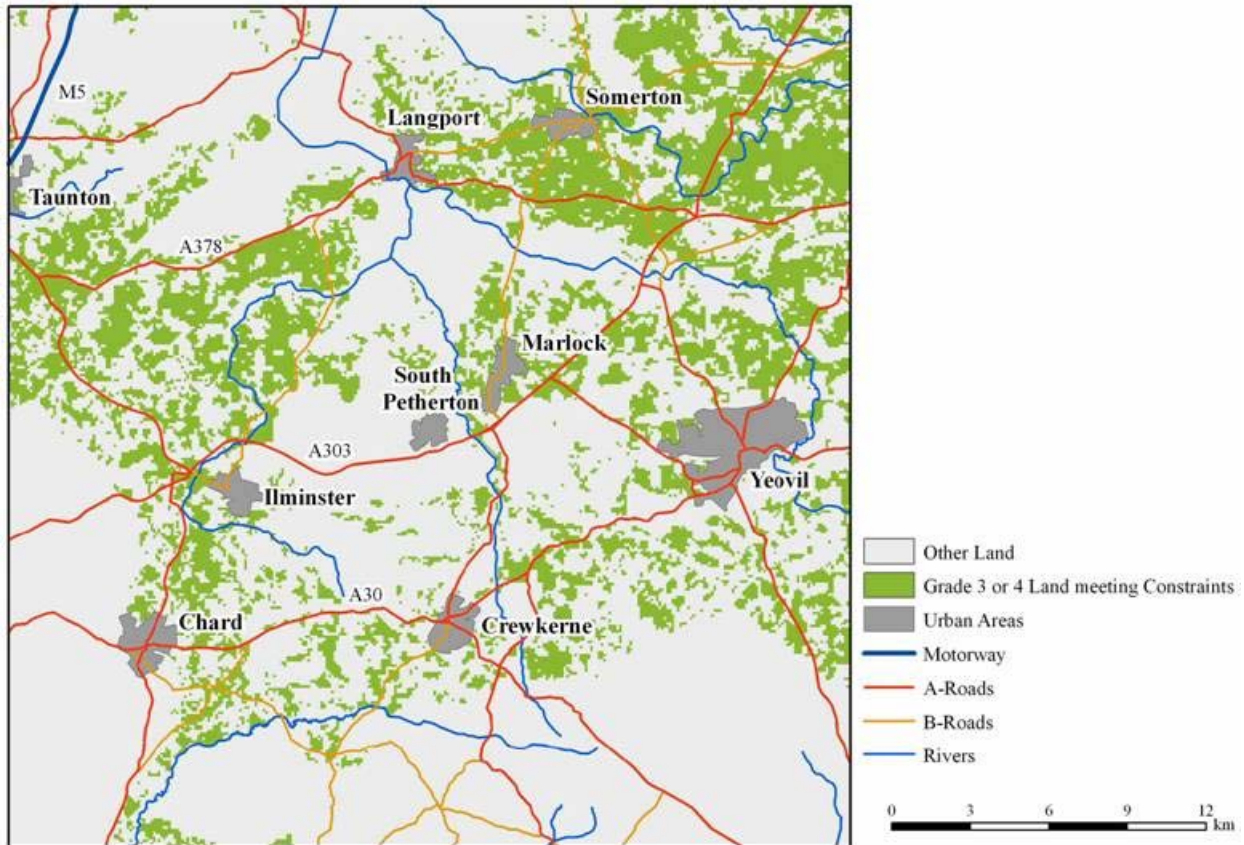 M5
Somerton
Langport
Taunton
A378
Marlock
South
Petherton
A303
Yeovil
Ilminster
A30
Chard
Crewkerne
Other Land
Grade 3 or 4 Land meeting Constraints
Urban Areas
Motorway
A-Roads
B-Roads
Rivers
0 3 6 9 12
km